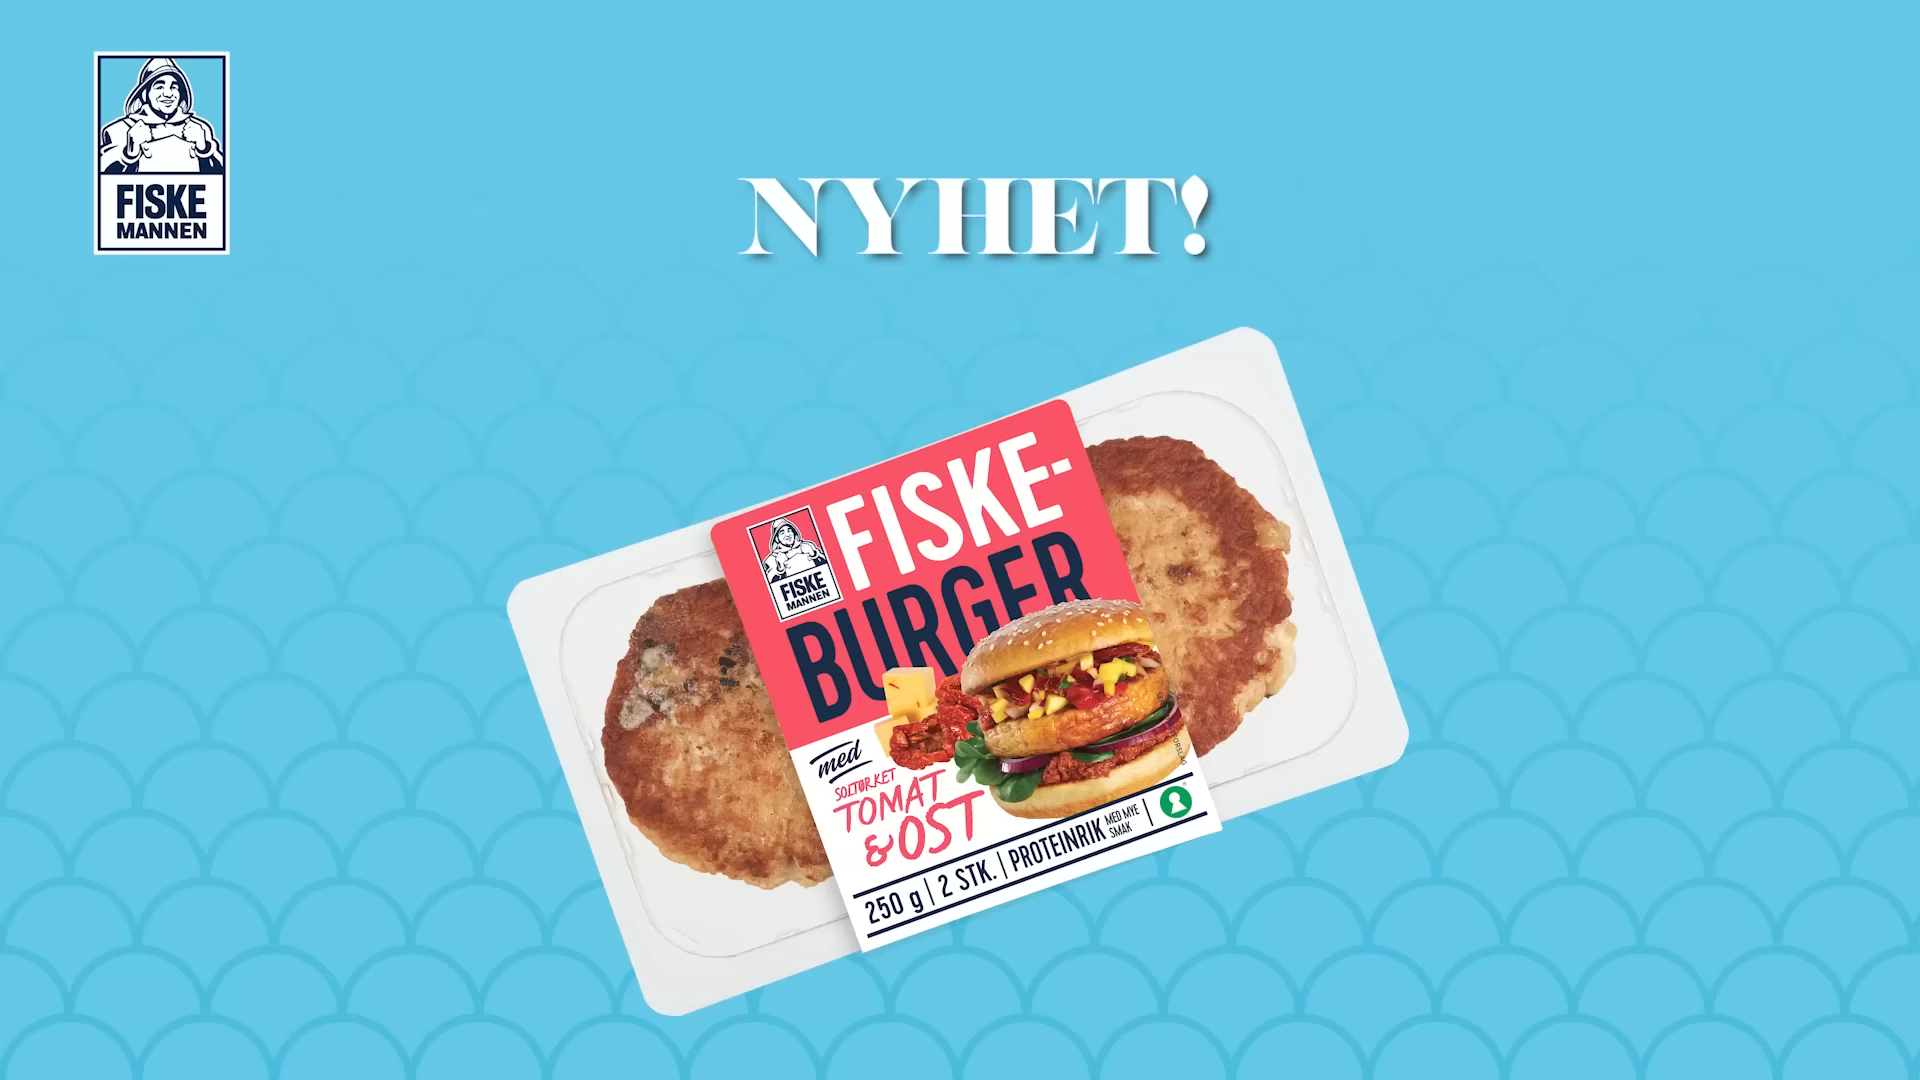 FISKE
MANNEN
NYHET!
FISKE-
BURGER
FISKE
MANNEN
med
SOLTØRKET
TOMAT
& OST
250 g | 2 STK. | PROTEINRIK MED MYE
SMAK